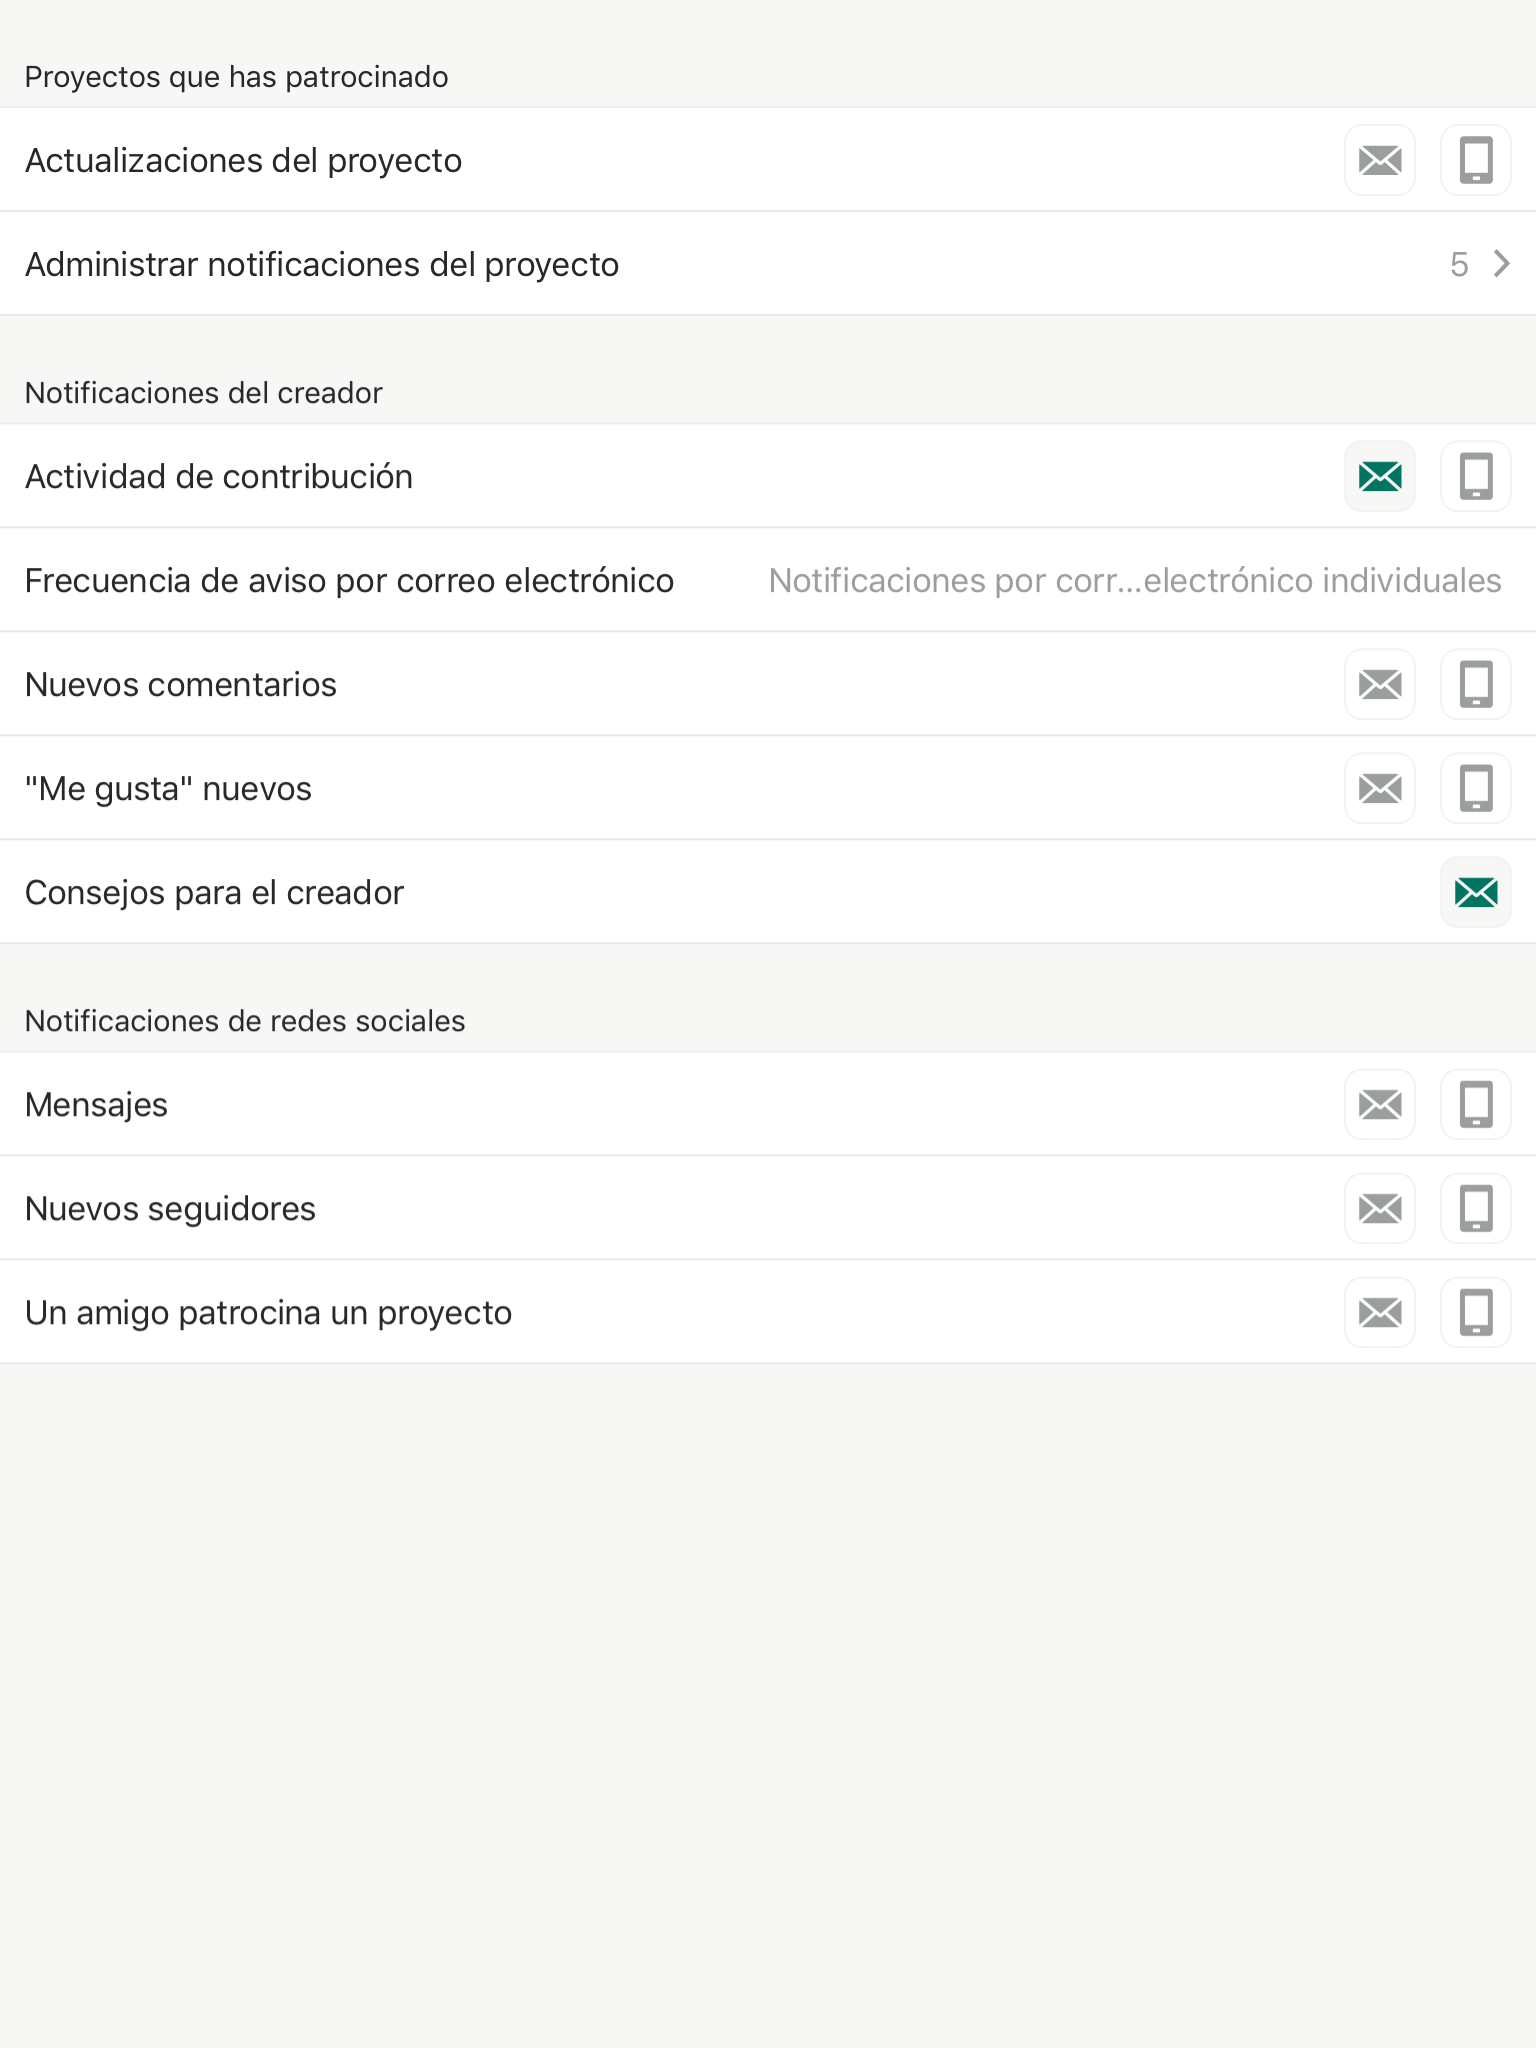 Proyectos que has patrocinado
Actualizaciones del proyecto
Administrar notificaciones del proyecto 5
Notificaciones del creador
Actividad de contribución
Frecuencia de aviso por correo electrónico Notificaciones por corr...electrónico individuales
Nuevos comentarios
"Me gusta" nuevos
Consejos para el creador
Notificaciones de redes sociales
Mensajes
Nuevos seguidores
Un amigo patrocina un proyecto